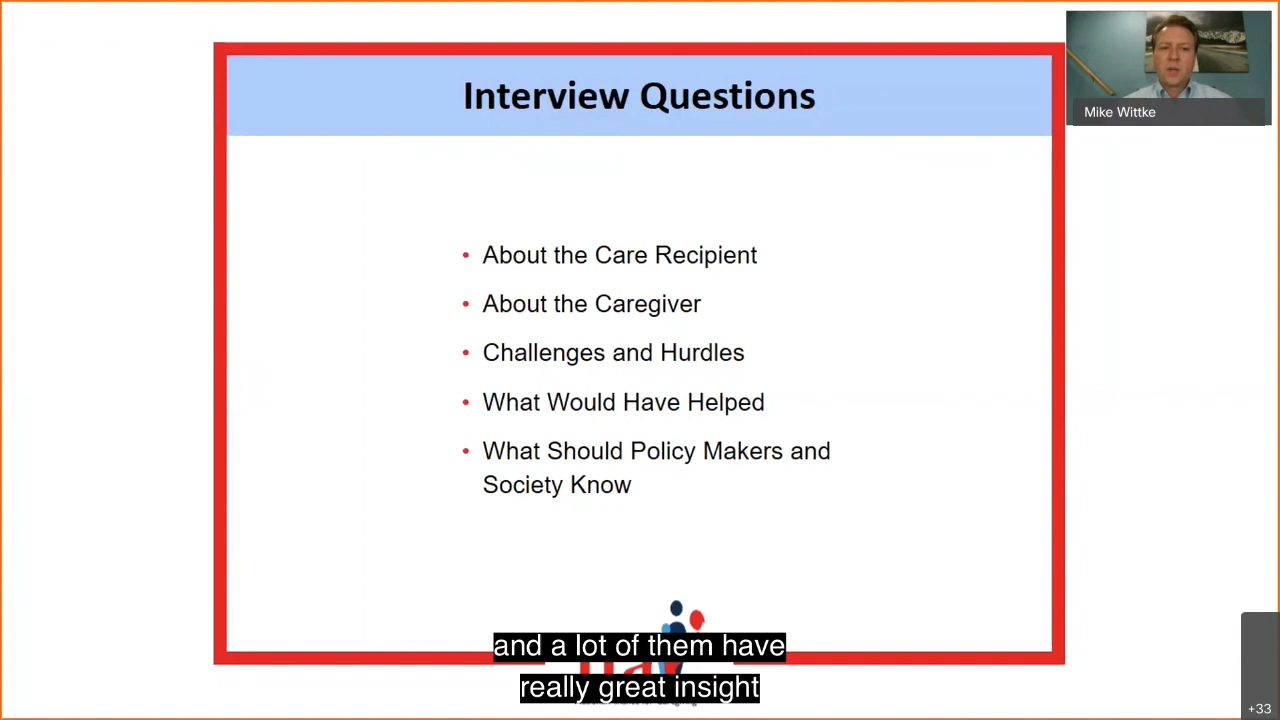 Interview Questions
Mike Wittke
• About the Care Recipient
• About the Caregiver
• Challenges and Hurdles
• What Would Have Helped
• What Should Policy Makers and
Society Know
and a lot of them have
really great insight
+33